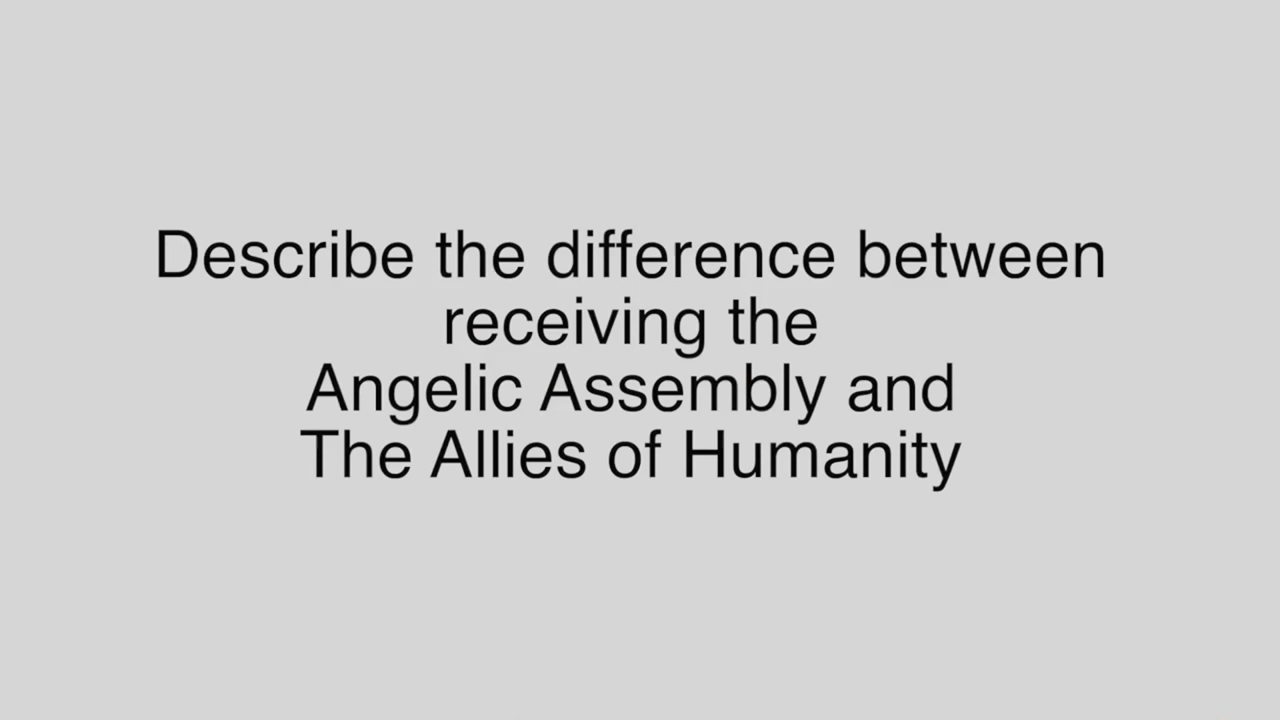 Describe the difference between
receiving the
Angelic Assembly and
The Allies of Humanity